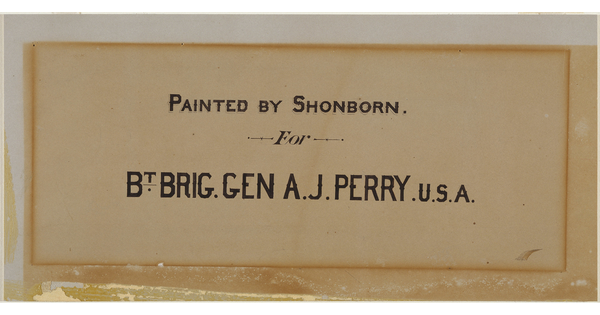 PAINTED BY SHONBORN.
For
BT. BRIG. GEN A.J. PERRY. U.S.A.